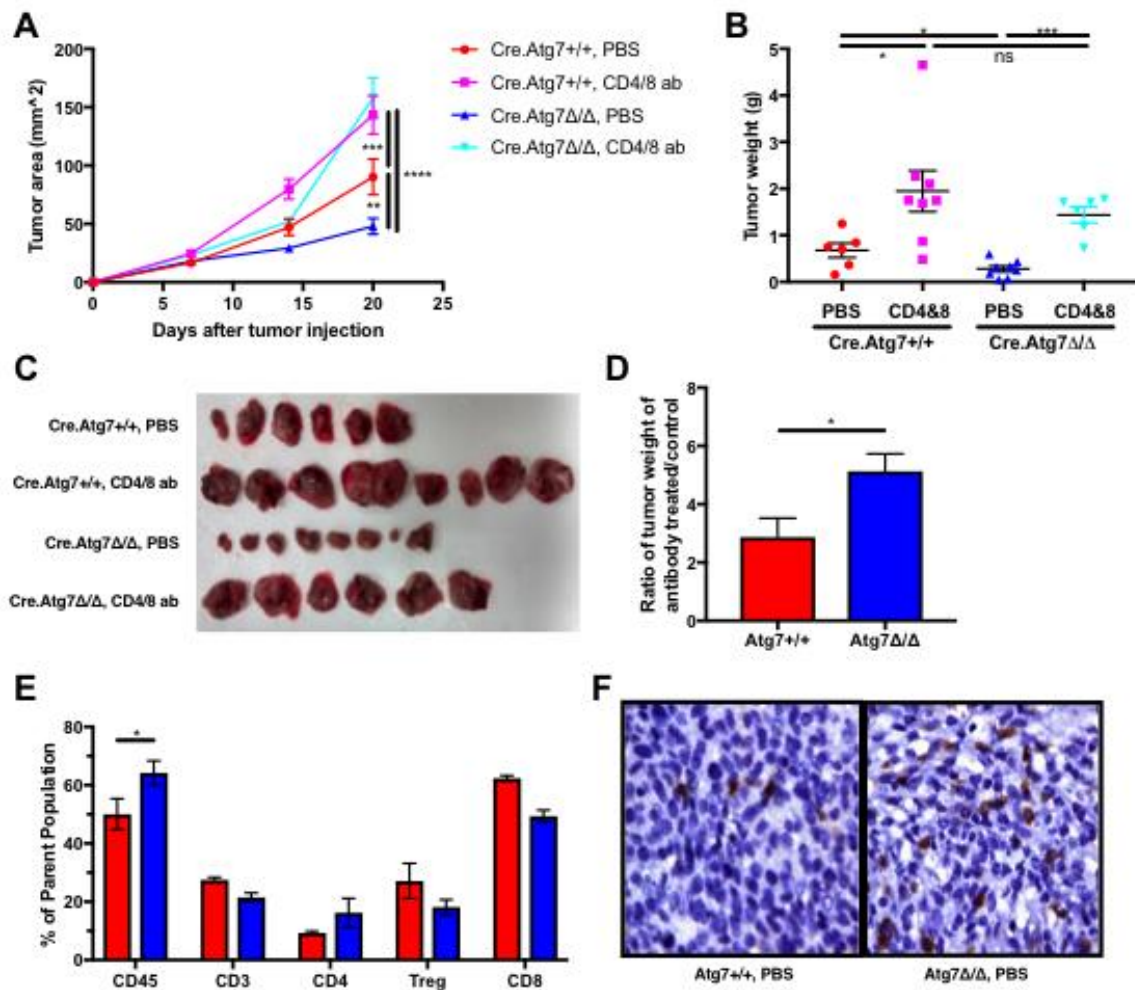 A
Tumor area (mm^2)
200
150
100
50
0
0 5 10 15 20 25
Days after tumor injection
***
**
****
Cre.Atg7+/+, PBS
Cre.Atg7+/+, CD4/8 ab
Cre.Atg7Δ/Δ, PBS
Cre.Atg7Δ/Δ, CD4/8 ab
B
Tumor weight (g)
* ***
* ns
5
4
3
2
1
0
PBS CD4&8 PBS CD4&8
Cre.Atg7+/+ Cre.Atg7Δ/Δ
C
Cre.Atg7+/+, PBS
Cre.Atg7+/+, CD4/8 ab
Cre.Atg7Δ/Δ, PBS
Cre.Atg7Δ/Δ, CD4/8 ab
D
Ratio of tumor weight of
antibody treated/control
8
6
4
2
0
*
Atg7+/+ Atg7Δ/Δ
E
% of Parent Population
80
60
40
20
0
*
CD45 CD3 CD4 Treg CD8
F
Atg7+/+, PBS Atg7Δ/Δ, PBS